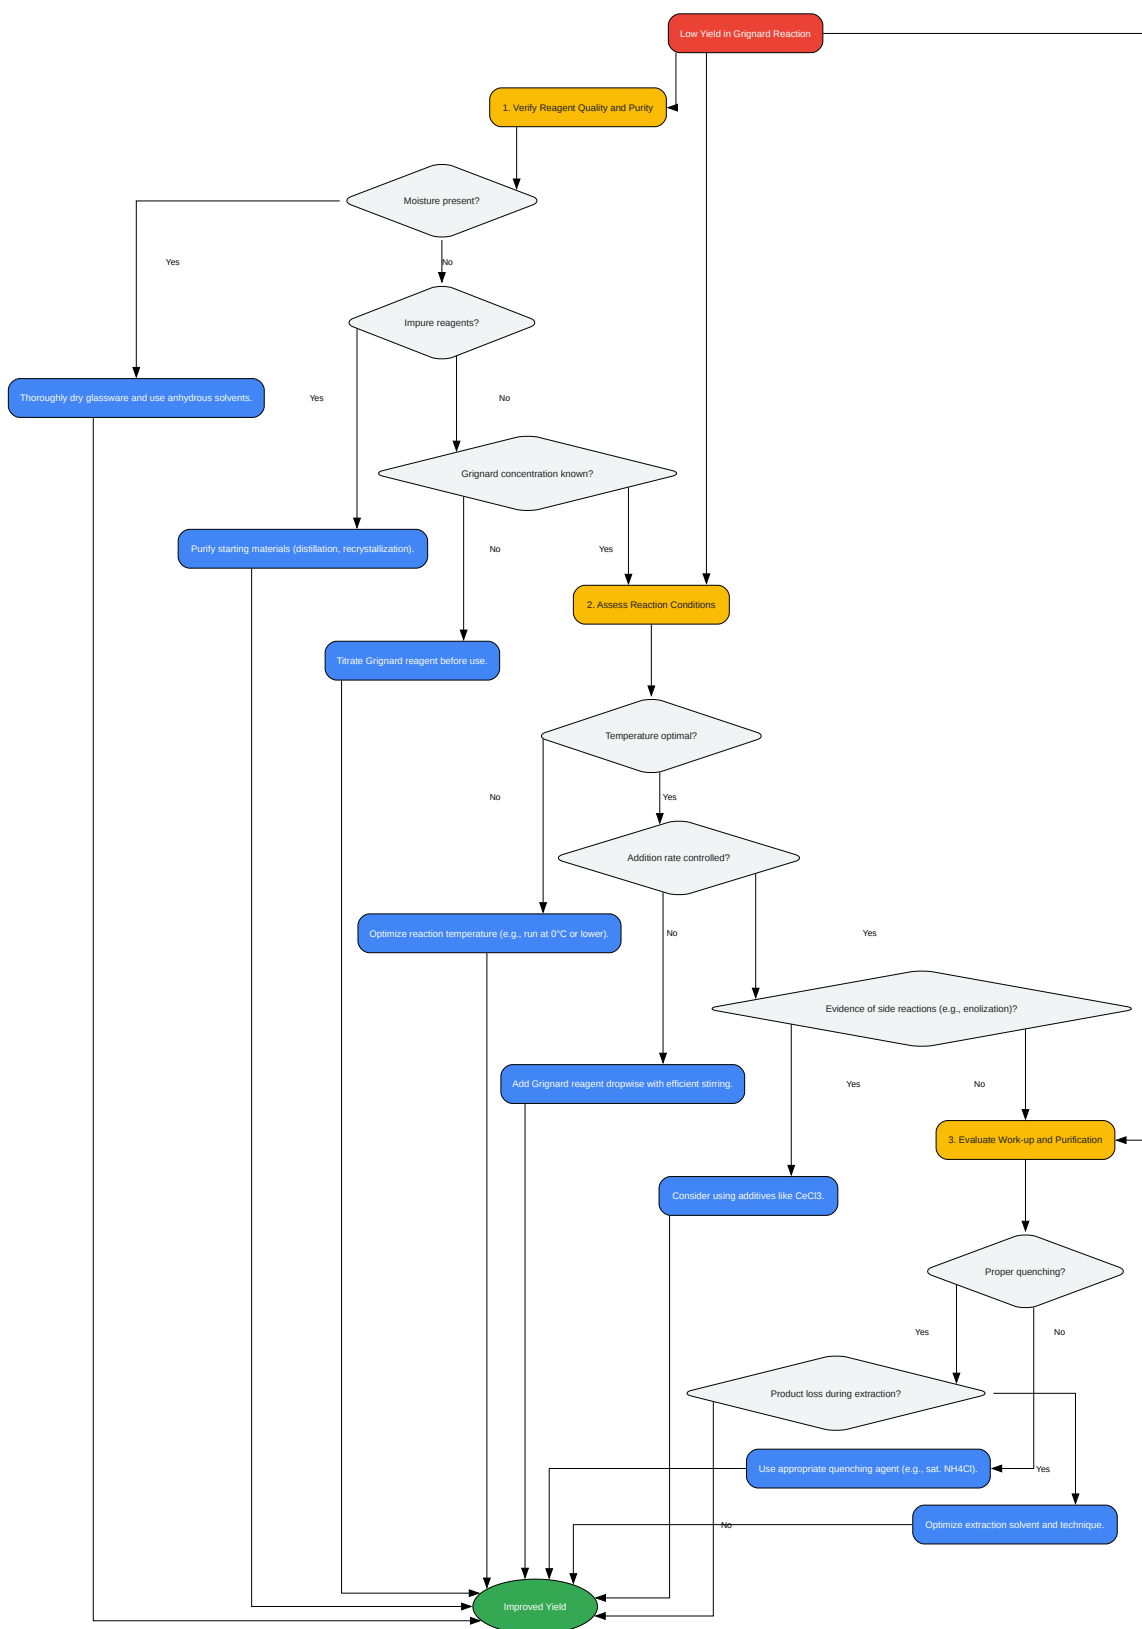 Low Yield in Grignard Reaction
1. Verify Reagent Quality and Purity
Moisture present?
Yes
No
Impure reagents?
Thoroughly dry glassware and use anhydrous solvents.
Yes
No
Grignard concentration known?
Purify starting materials (distillation, recrystallization).
No
Yes
2. Assess Reaction Conditions
Titrate Grignard reagent before use.
Temperature optimal?
No
Yes
Addition rate controlled?
Optimize reaction temperature (e.g., run at 0°C or lower).
No
Yes
Evidence of side reactions (e.g., enolization)?
Add Grignard reagent dropwise with efficient stirring.
Yes
No
3. Evaluate Work-up and Purification
Consider using additives like CeCl3.
Proper quenching?
Yes
No
Product loss during extraction?
Use appropriate quenching agent (e.g., sat. NH4Cl).
Yes
No
Optimize extraction solvent and technique.
Improved Yield